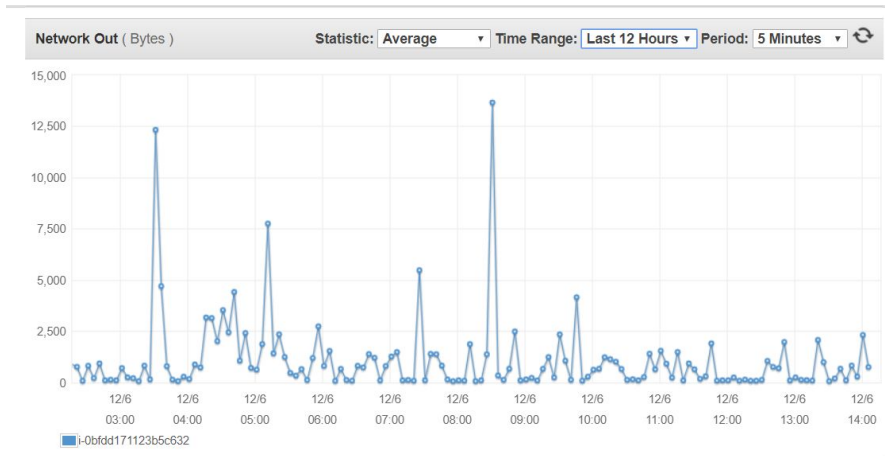 Network Out ( Bytes ) Statistic: Average Time Range: Last 12 Hours Period: 5 Minutes
15,000
12,500
10,000
7,500
5,000
2,500
0
12/6 12/6 12/6 12/6 12/6 12/6 12/6 12/6 12/6 12/6 12/6 12/6
03:00 04:00 05:00 06:00 07:00 08:00 09:00 10:00 11:00 12:00 13:00 14:00
i-0bfdd171123b5c632